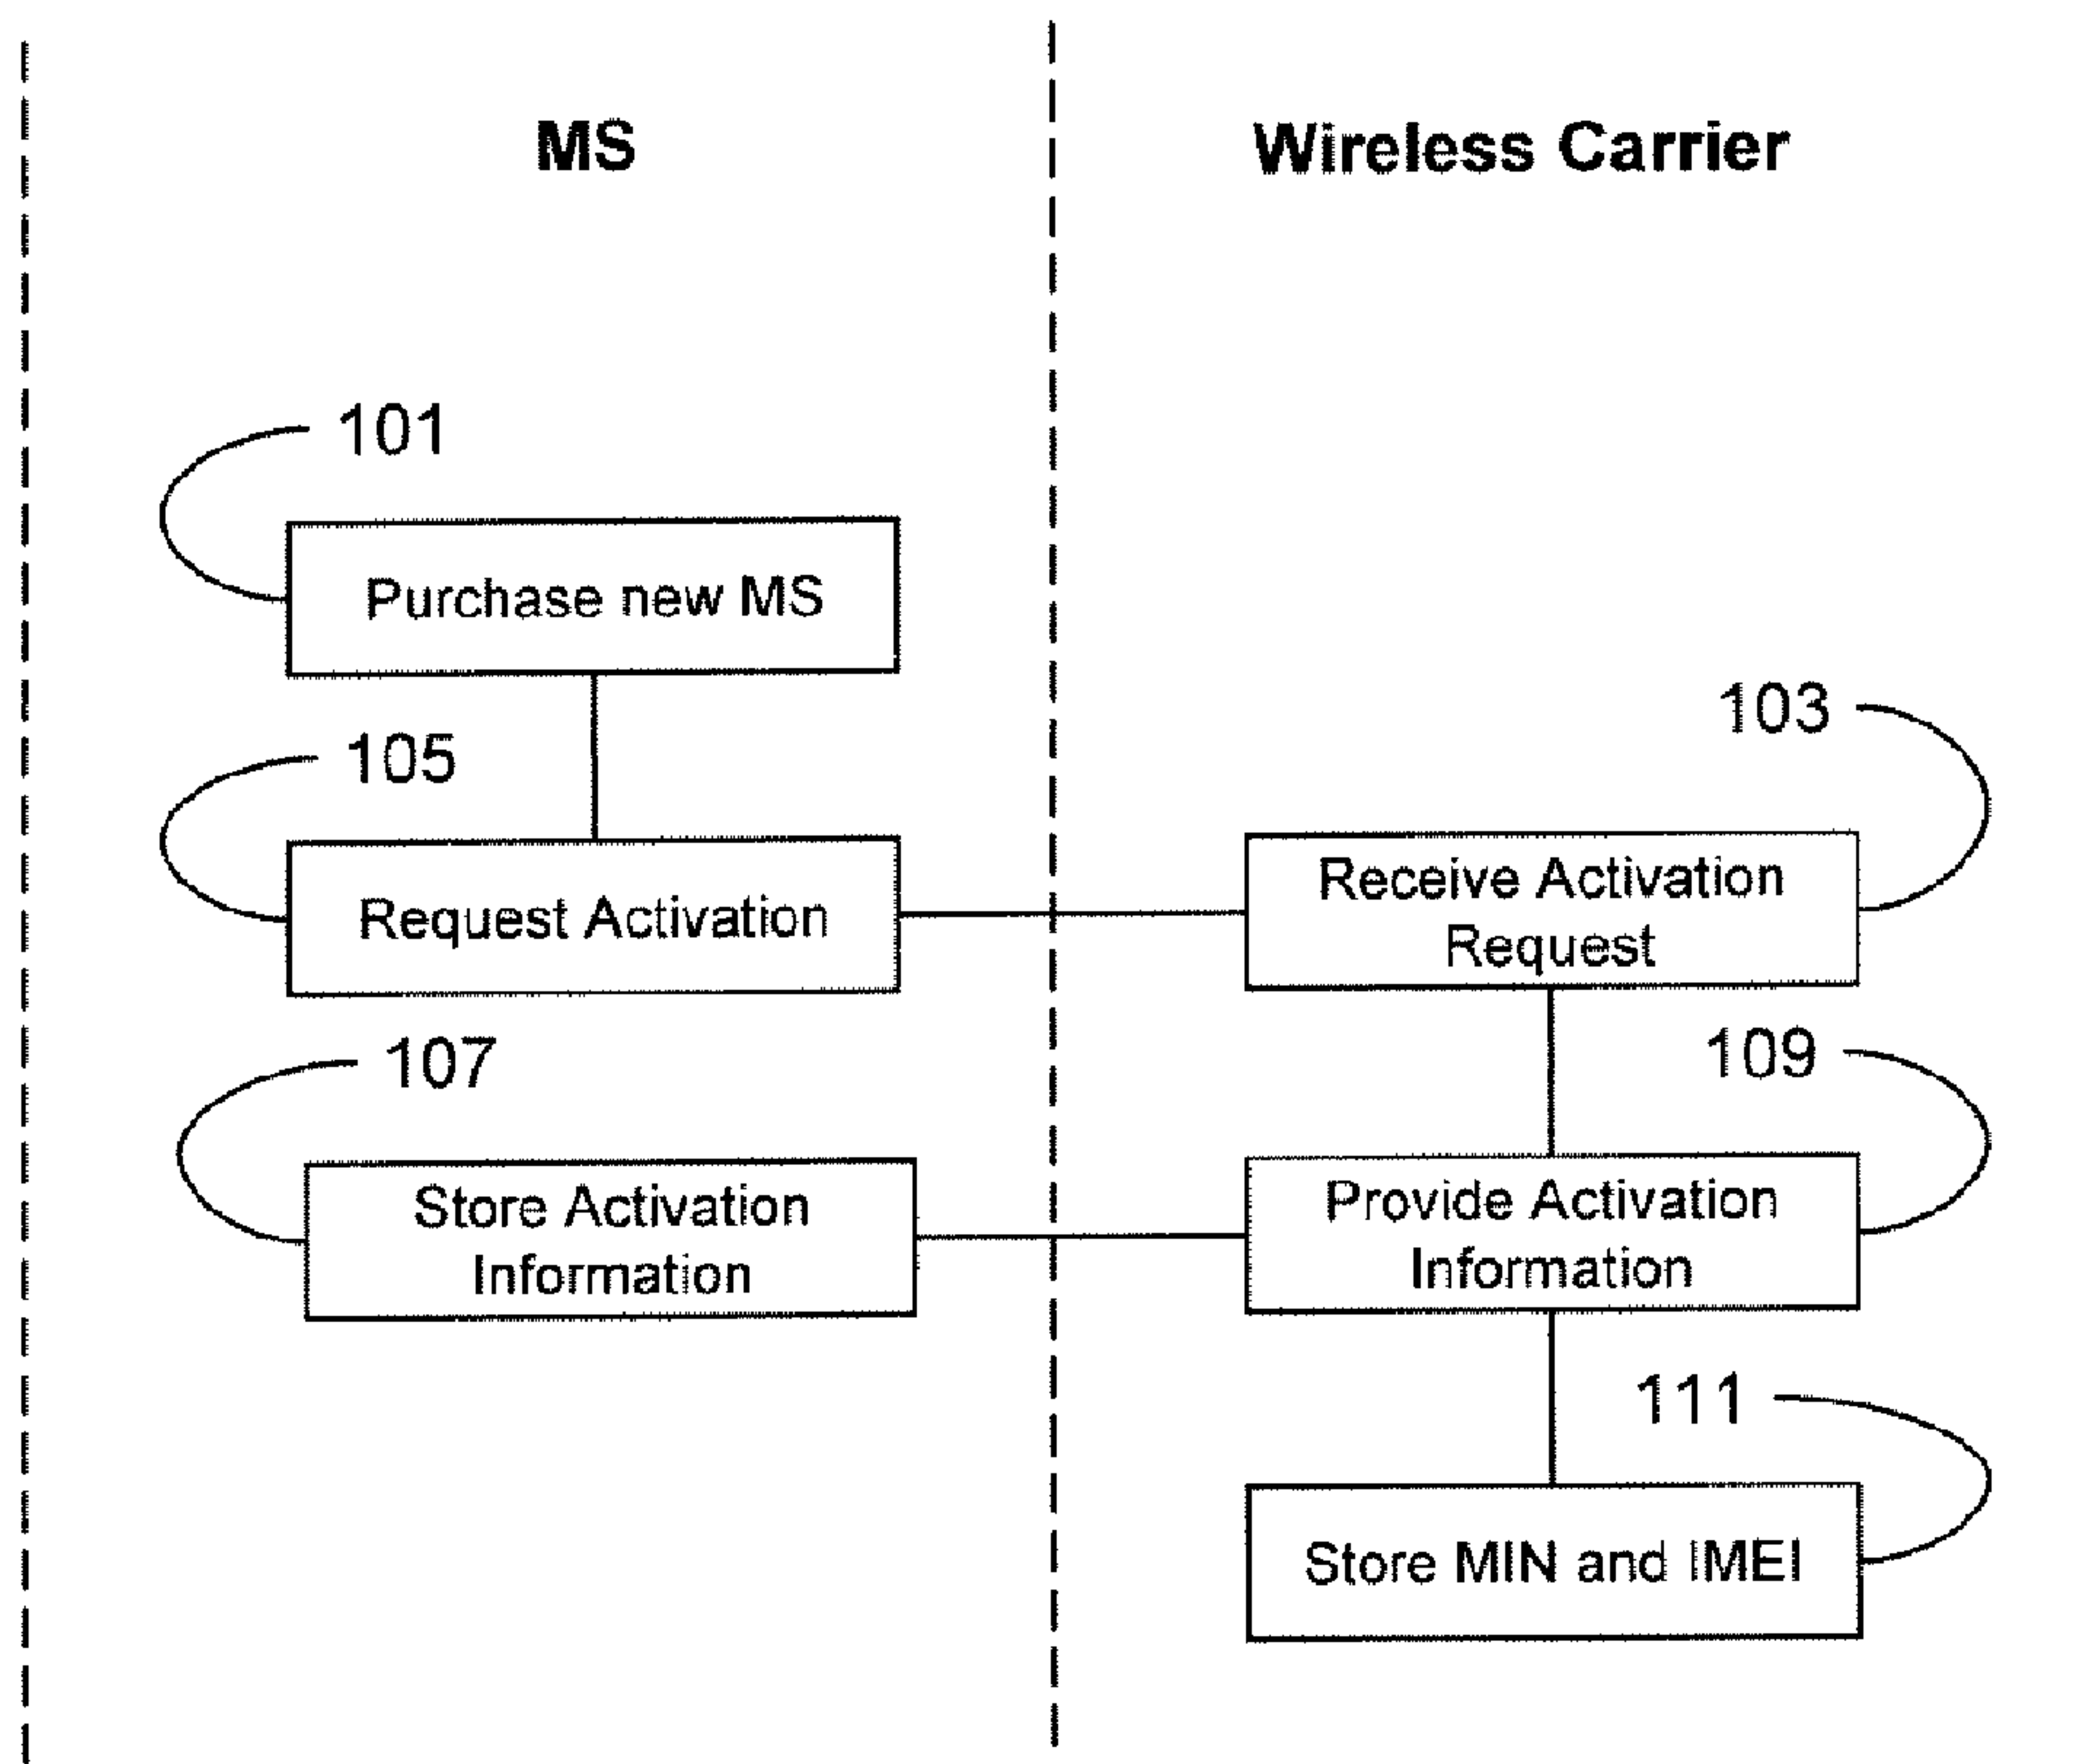 MS
Wireless Carrier
101
Purchase new MS
103
105
Request Activation
Receive Activation
Request
107
109
Store Activation
Information
Provide Activation
Information
111
Store MIN and IMEI